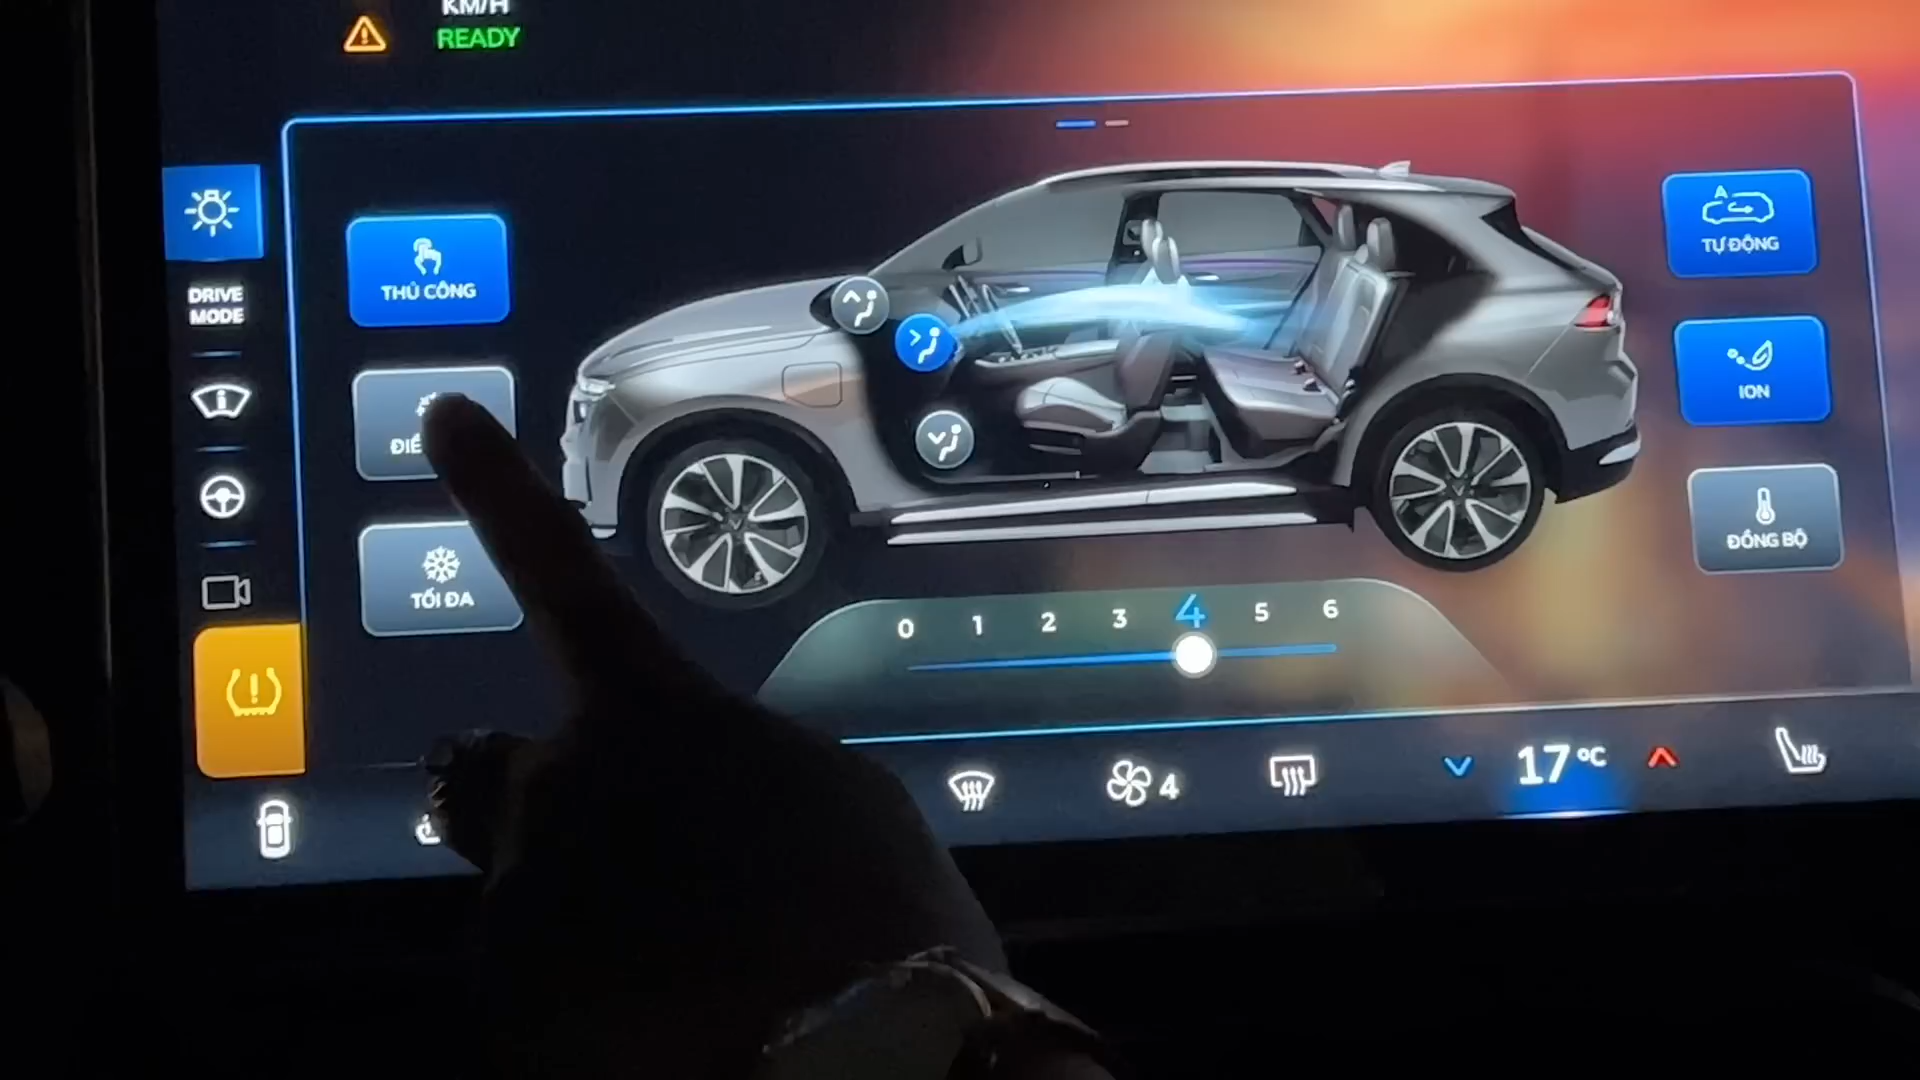 KM/H
READY
DRIVE
MODE
THỦ CÔNG
TỐI ĐA
TỰ ĐỘNG
ION
ĐỒNG BỘ
0 1 2 3 4 5 6
4
17 °C